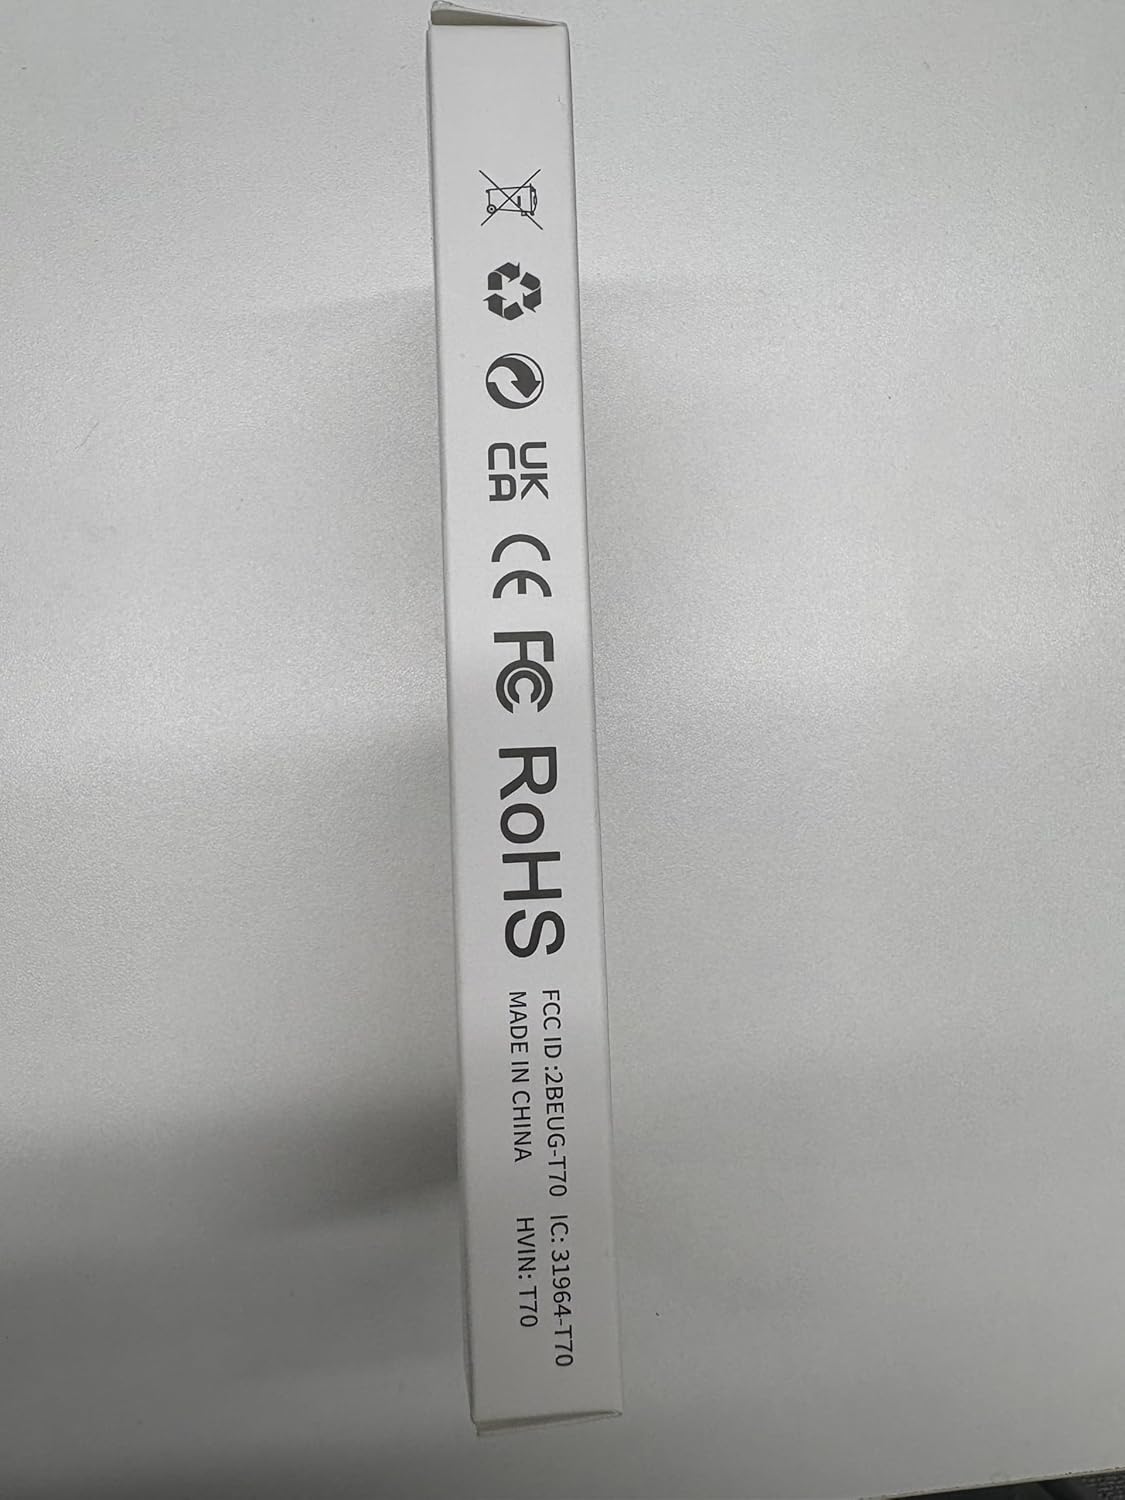 UK
CA
CE
FC
RoHS
FCC ID :2BEUG-T70 IC: 31964-T70
MADE IN CHINA HVIN: T70